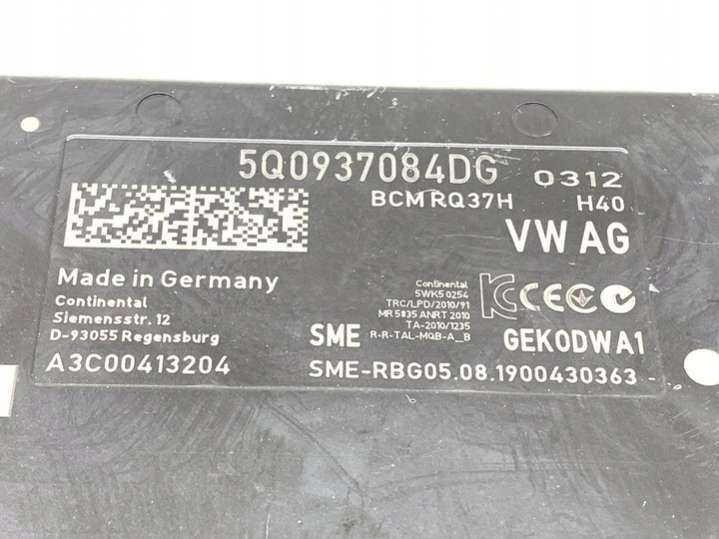 5Q0937084DG 0312
BCM RQ37H H40
VW AG
Made in Germany
Continental
Siemensstr. 12
D-93055 Regensburg
A3C00413204
Continental
5WK5 0254
TRC/LPD/2010/91
MR 5835 ANRT 2010
TA-2010/1235
R-R-TAL-MQB-A_B
CE
SME
GEK0DWA1
SME-RBG05.08.1900430363